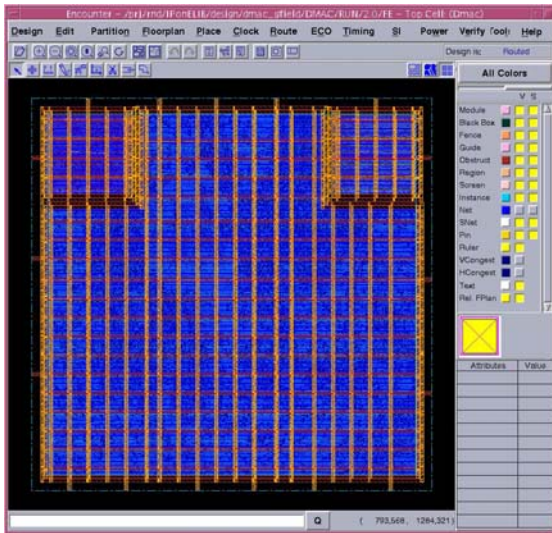 Encounter - /prj/rnd/IPonELIB/design/dmac_gfield/DMAC/RUN/2.0/FE - Top Cell: (Dmac)
Design Edit Partition Floorplan Place Clock Route ECO Timing SI Power Verify Tools Help
Design is: Routed
All Colors
V S
Module
Black Box
Fence
Guide
Obstruct
Region
Screen
Instance
Net
SNet
Pin
Ruler
VCongest
HCongest
Text
Rel. FPlan
Attributes Value
Q ( 793,568, 1284,321)